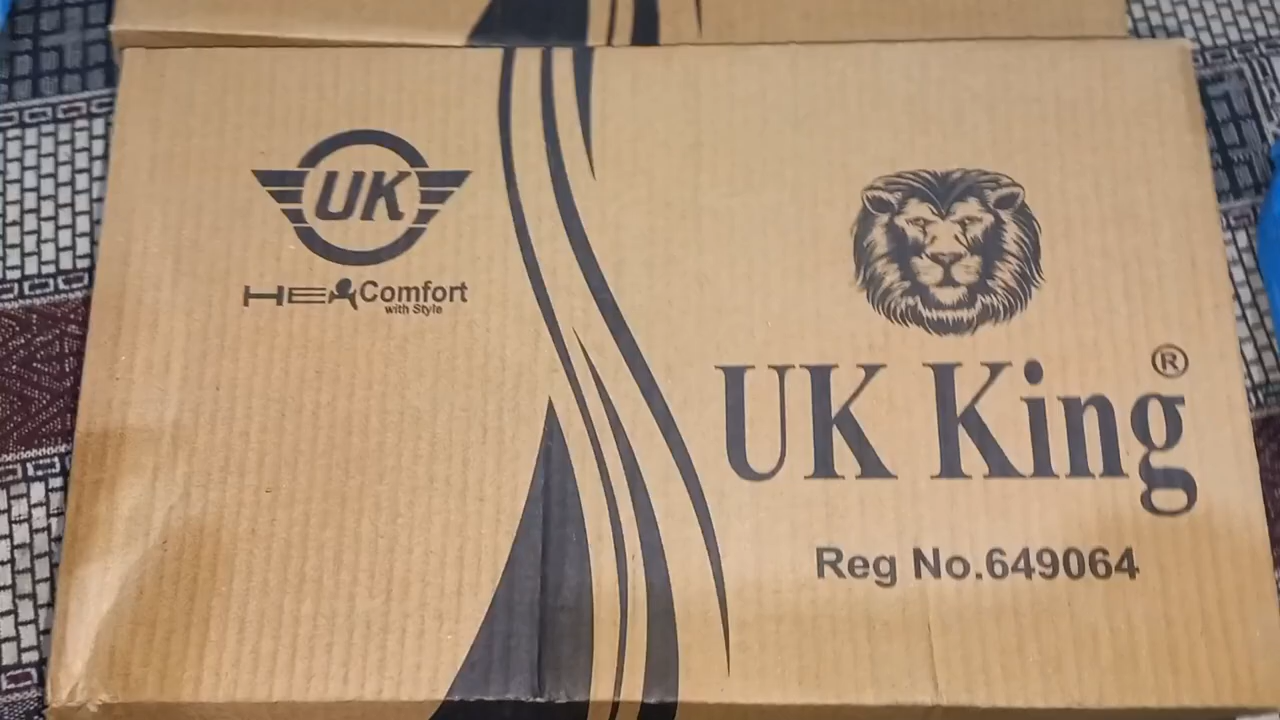 UK
HEA Comfort
with Style
UK King®
Reg No.649064